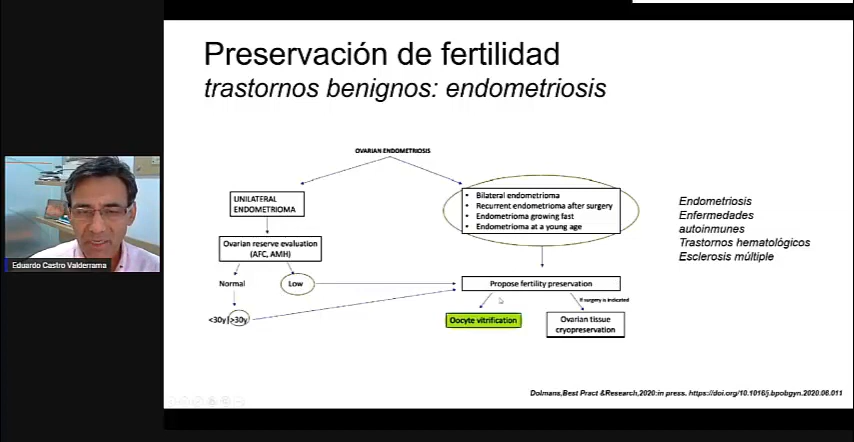 Preservación de fertilidad
trastornos benignos: endometriosis
OVARIAN ENDOMETRIOSIS
UNILATERAL
ENDOMETRIOMA
• Bilateral endometrioma
• Recurrent endometrioma after surgery
• Endometrioma growing fast
• Endometrioma at a young age
Endometriosis
Enfermedades
autoinmunes
Trastornos hematológicos
Esclerosis múltiple
Ovarian reserve evaluation
(AFC, AMH)
Normal
Low
Propose fertility preservation
If surgery is indicated
<30y
>30y
Oocyte vitrification
Ovarian tissue
cryopreservation
Eduardo Castro Valderrama
Dolmans,Best Pract &Research,2020:in press. https://doi.org/10.1016/j.bpobgyn.2020.06.011